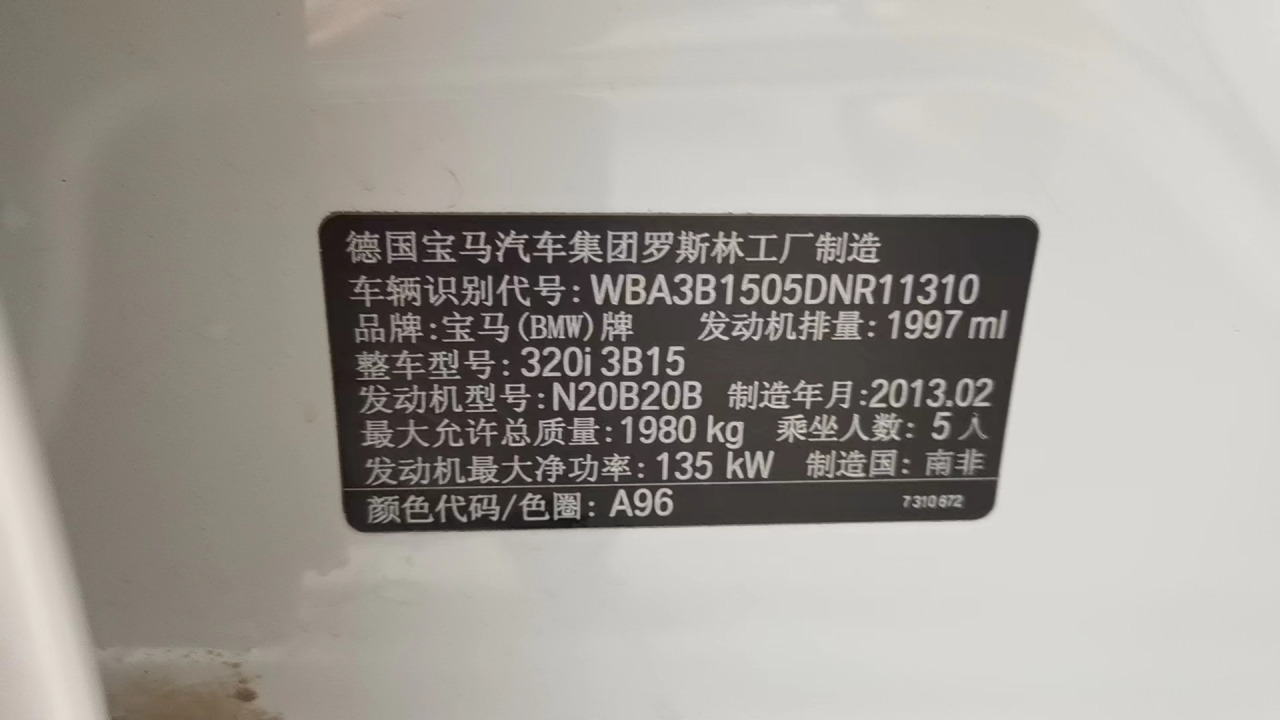 德国宝马汽车集团罗斯林工厂制造
车辆识别代号: WBA3B1505DNR11310
品牌:宝马(BMW)牌 发动机排量: 1997 ml
整车型号: 320i 3B15
发动机型号: N20B20B 制造年月:2013.02
最大允许总质量: 1980 kg 乘坐人数: 5 人
发动机最大净功率: 135 kW 制造国: 南非
颜色代码/色圈: A96 7 310 672